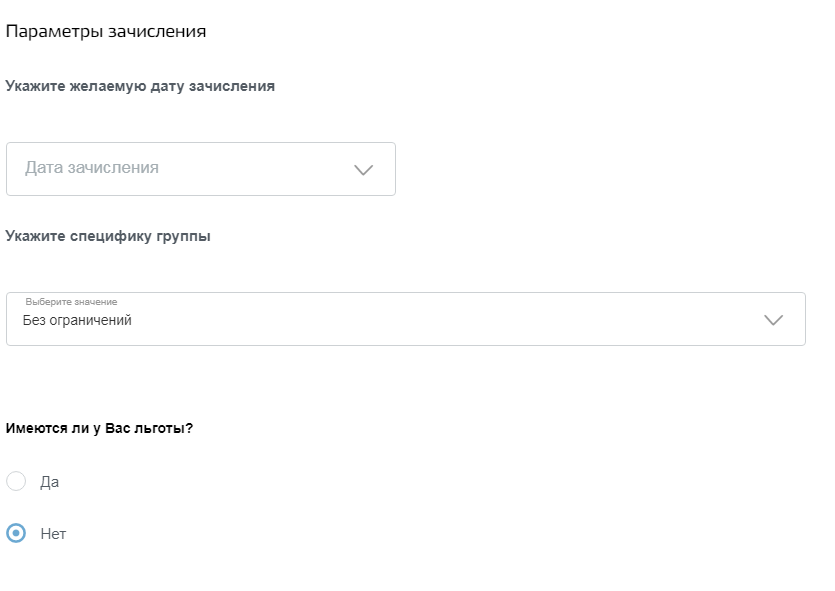 Параметры зачисления
Укажите желаемую дату зачисления
Дата зачисления
Укажите специфику группы
Выберите значение
Без ограничений
Имеются ли у Вас льготы?
Да
Нет